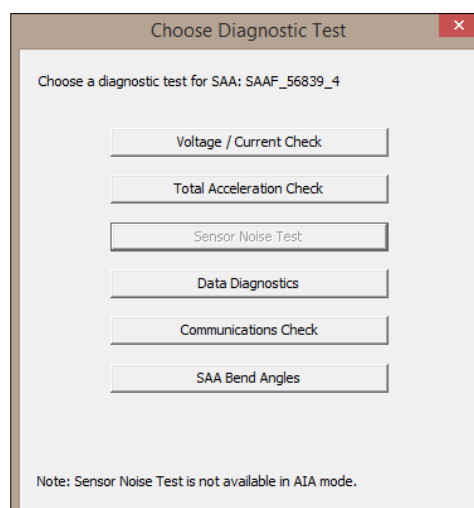 Choose Diagnostic Test
Choose a diagnostic test for SAA: SAAF_56839_4
Voltage / Current Check
Total Acceleration Check
Sensor Noise Test
Data Diagnostics
Communications Check
SAA Bend Angles
Note: Sensor Noise Test is not available in AIA mode.